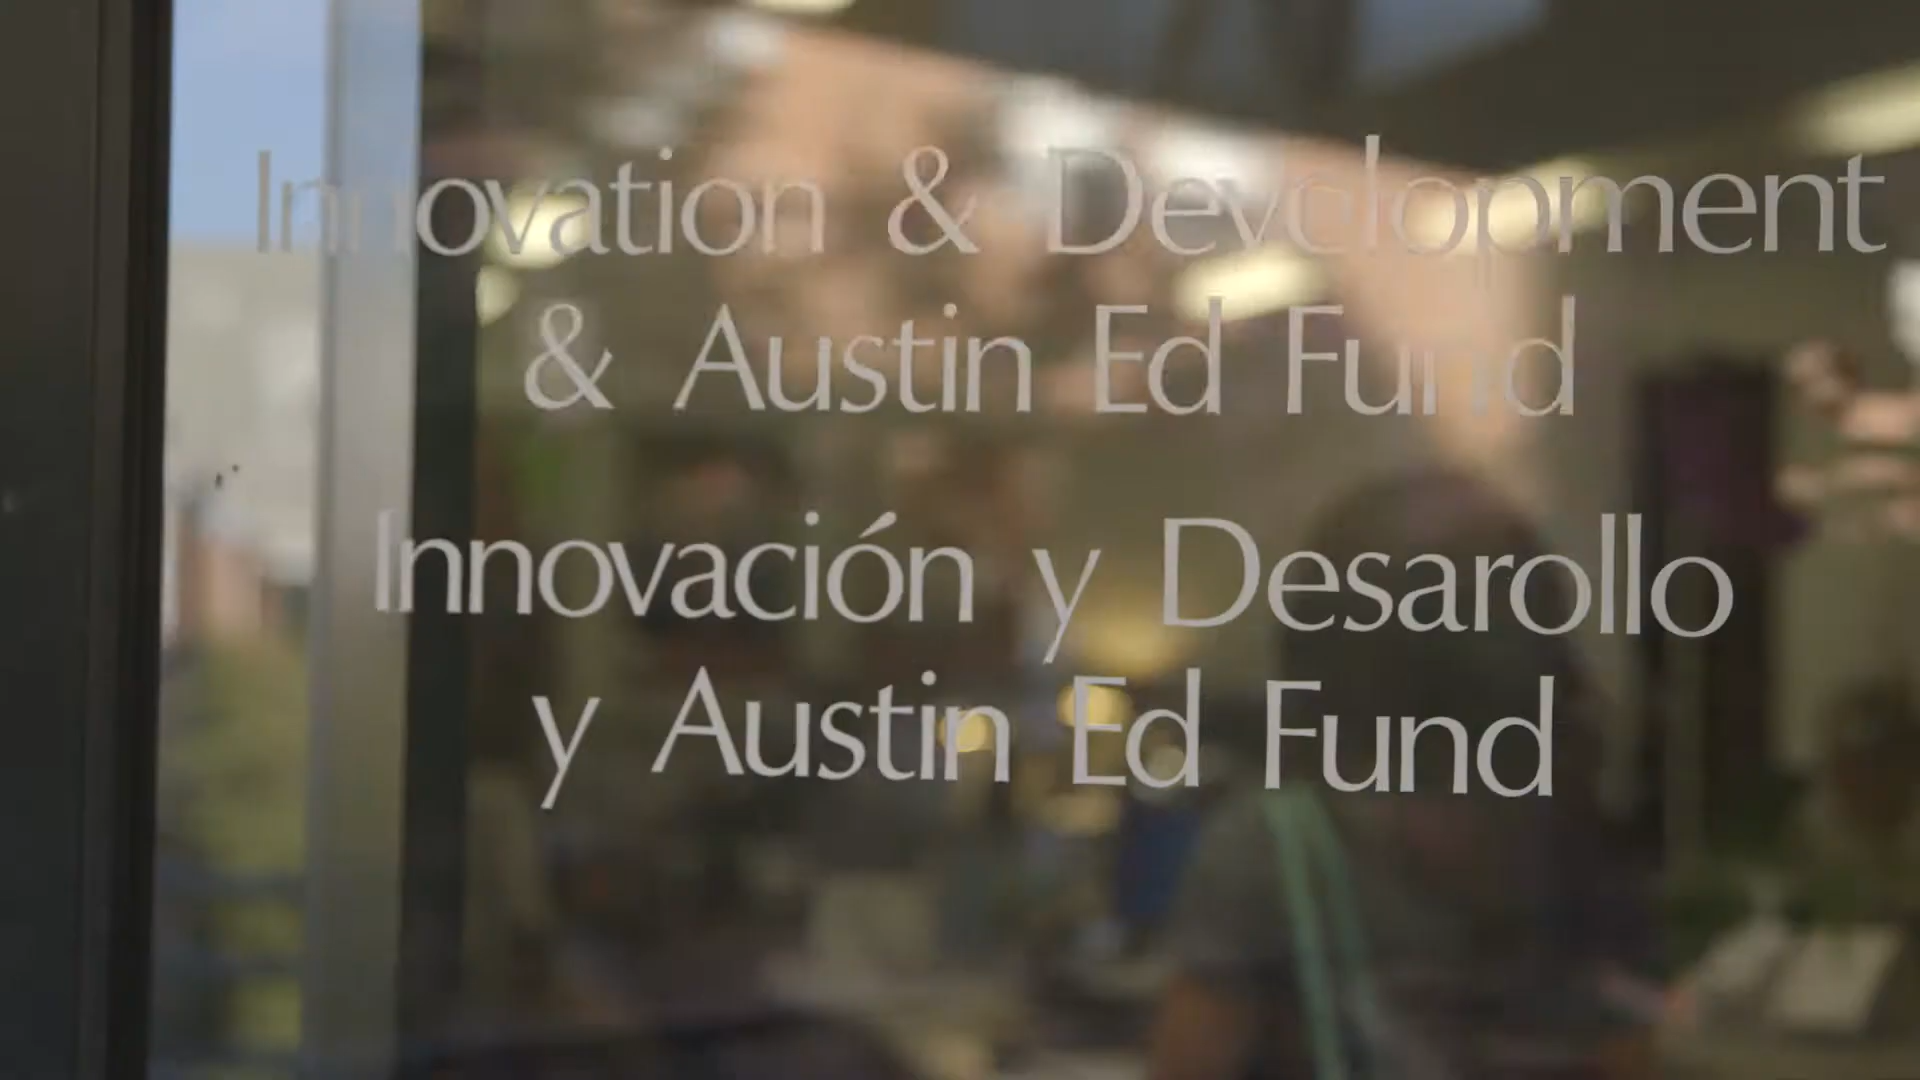 Innovation & Development
& Austin Ed Fund
Innovación y Desarollo
y Austin Ed Fund